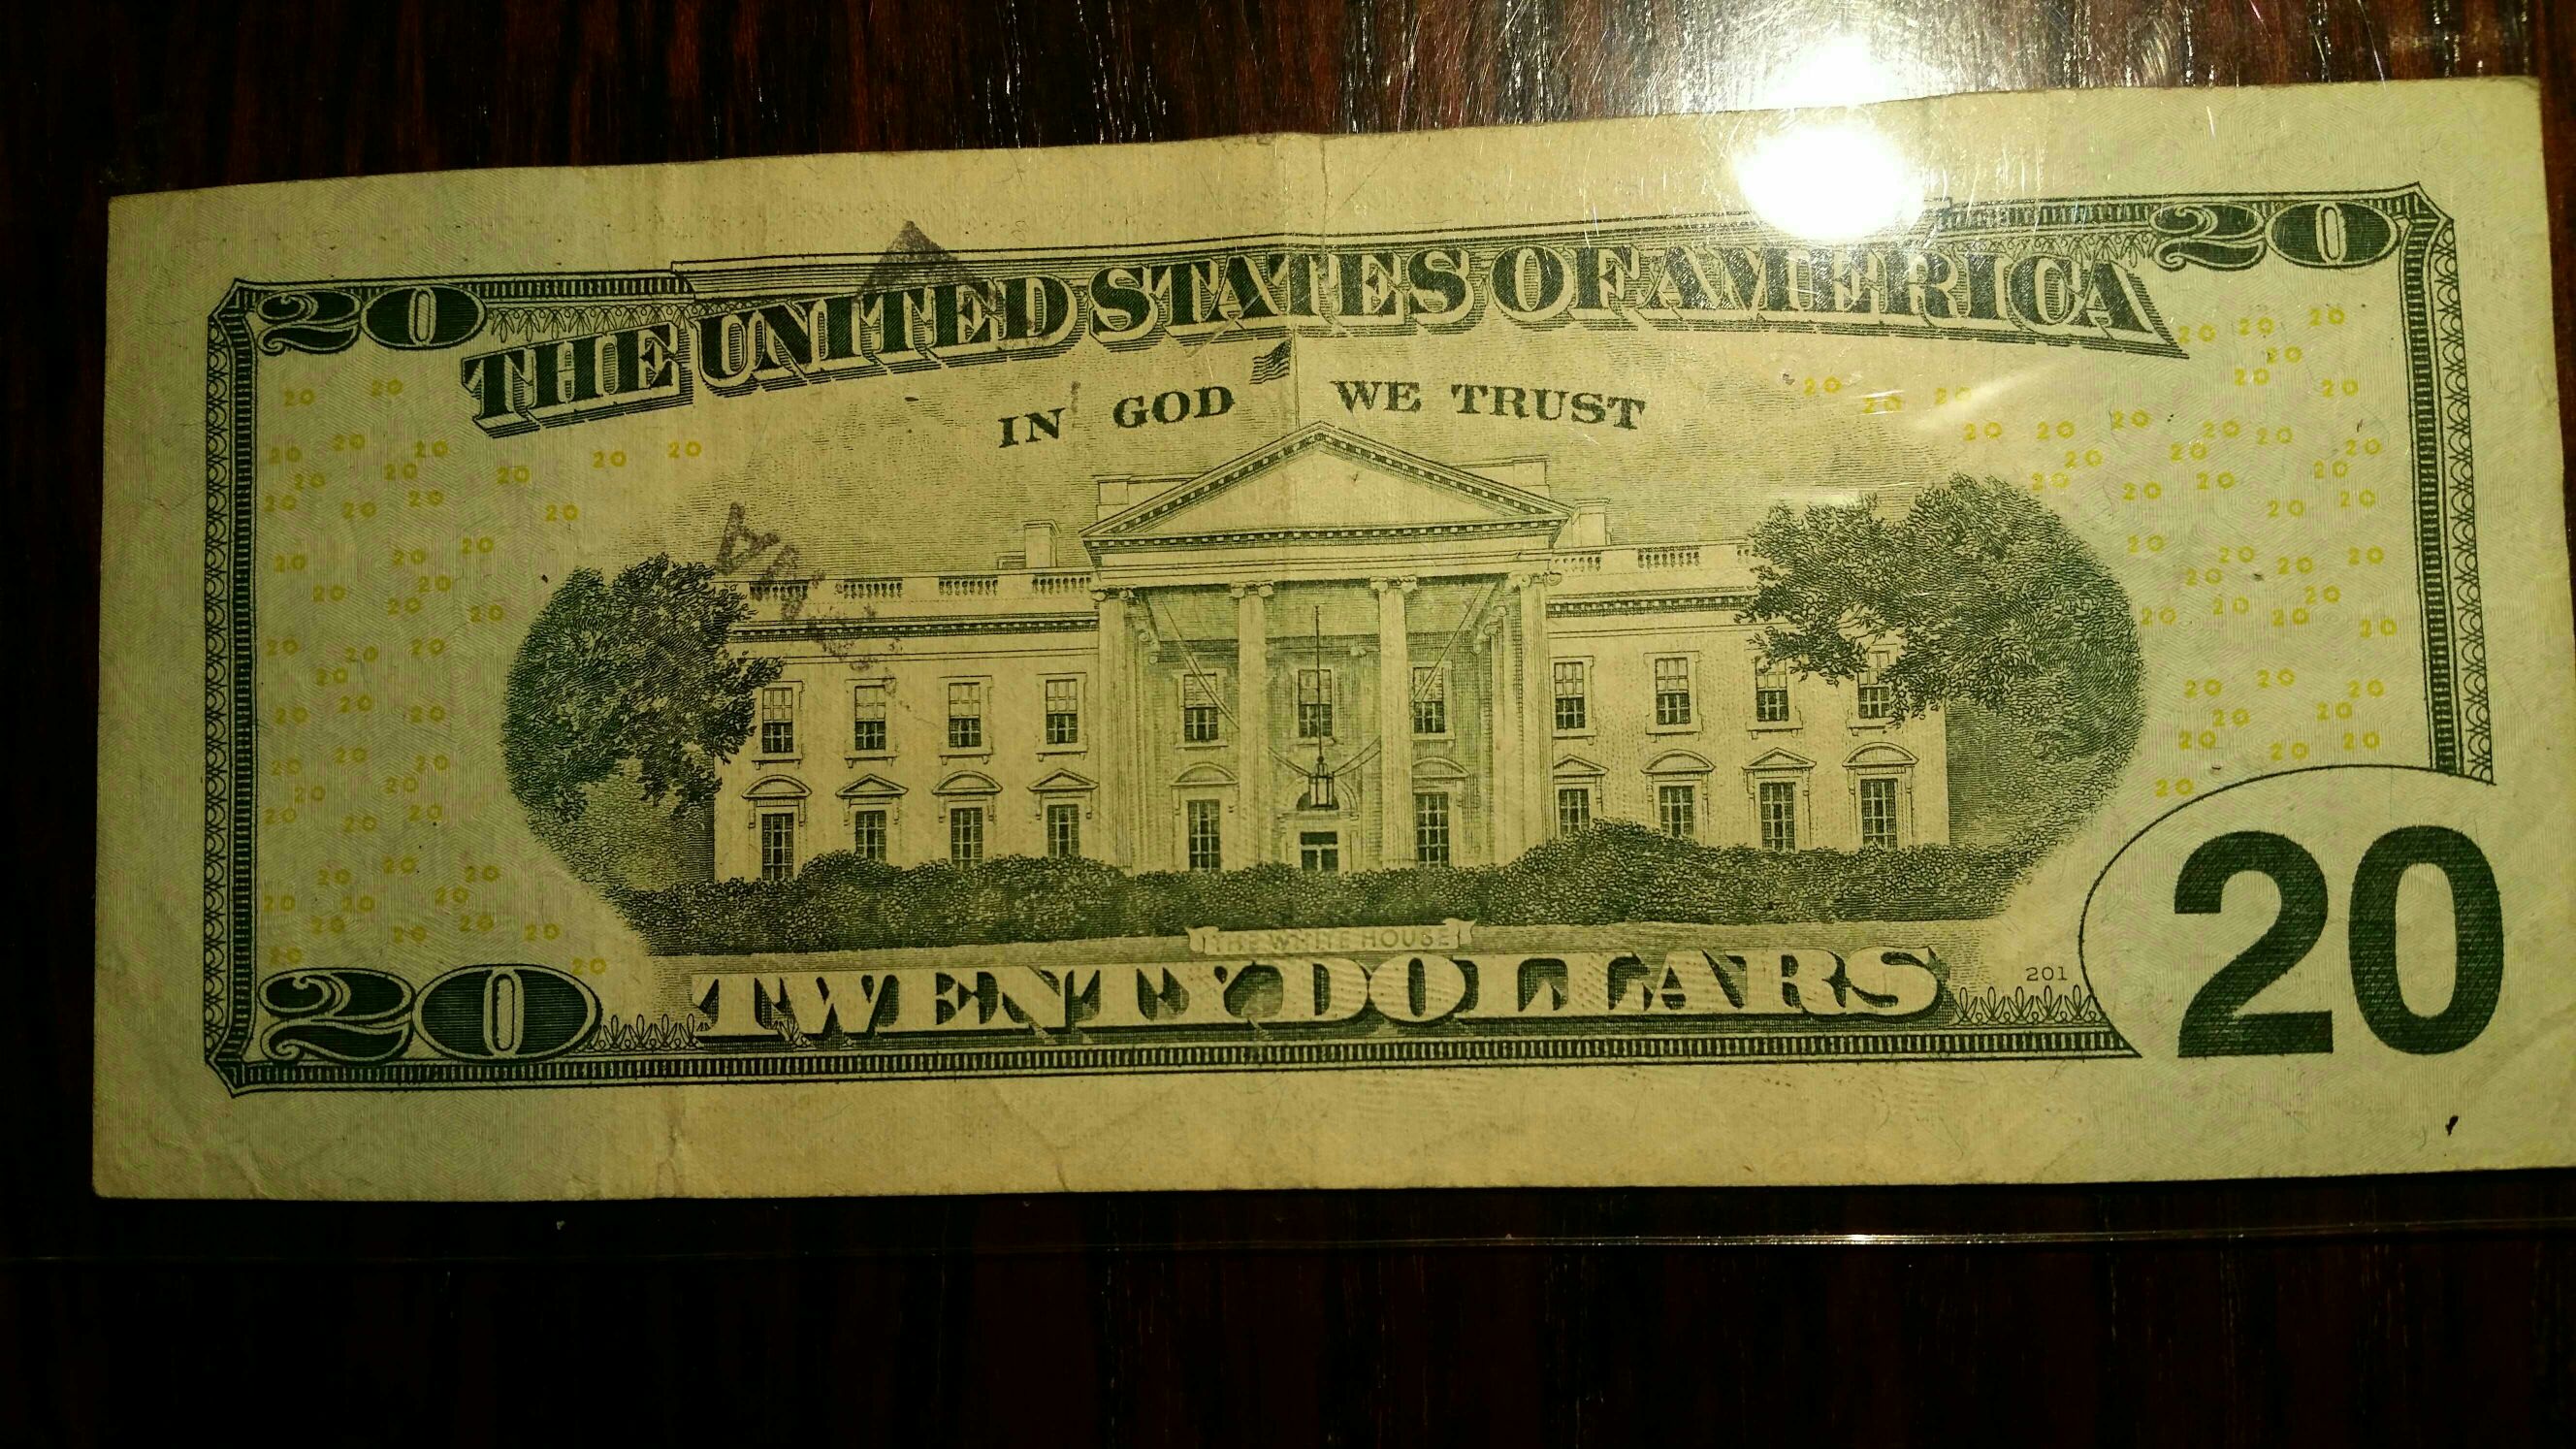 20 20
THE UNITED STATES OF AMERICA
IN GOD WE TRUST
THE WHITE HOUSE
TWENTY DOLLARS
201
20 20